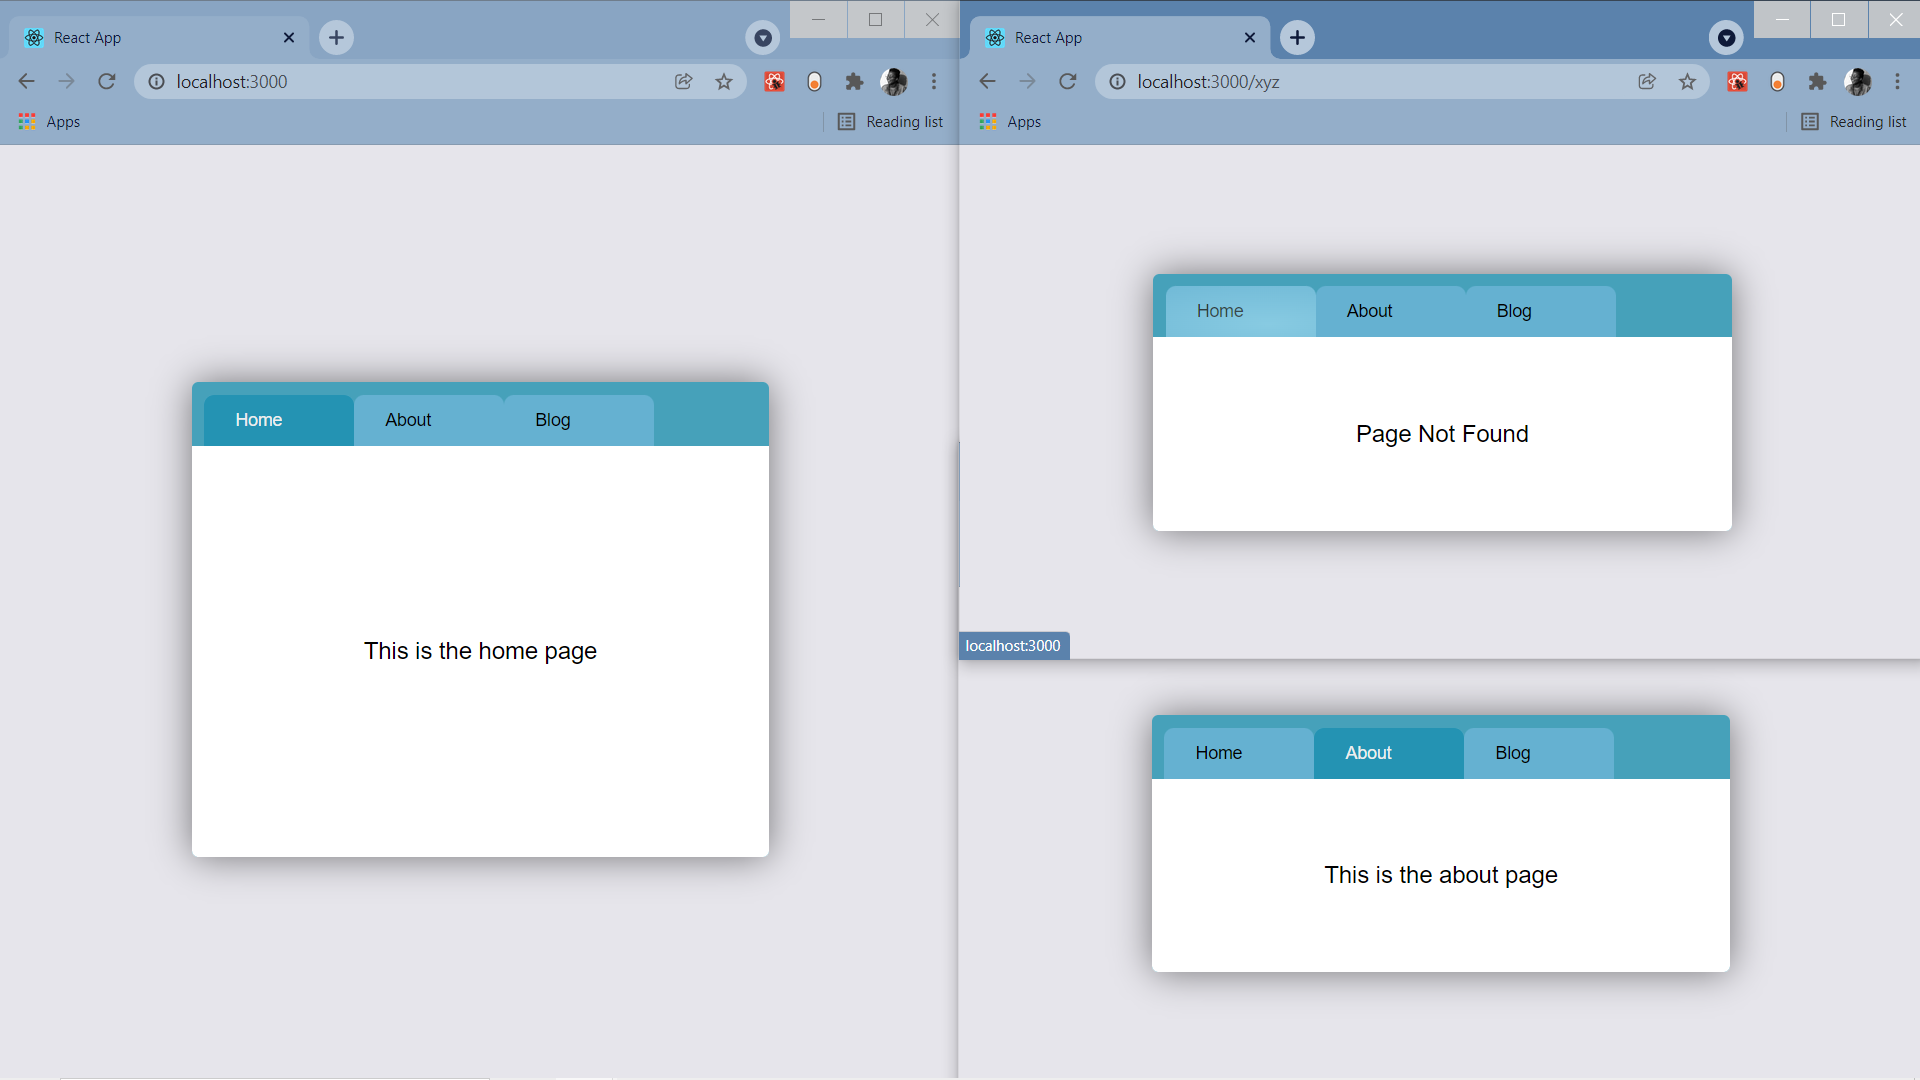 React App
localhost:3000
Apps
Reading list
Home About Blog
This is the home page
React App
localhost:3000/xyz
Apps
Reading list
Home About Blog
Page Not Found
localhost:3000
Home About Blog
This is the about page